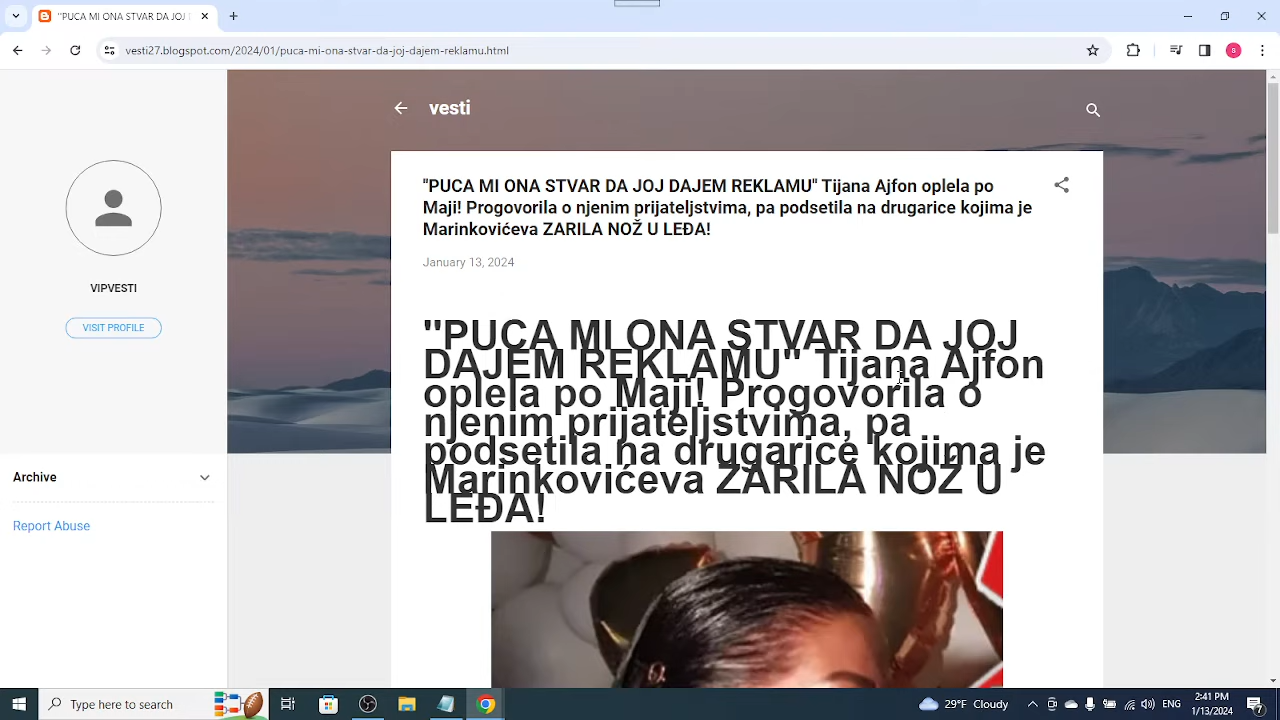 "PUCA MI ONA STVAR DA JOJ
vesti27.blogspot.com/2024/01/puca-mi-ona-stvar-da-joj-dajem-reklamu.html
s
vesti
"PUCA MI ONA STVAR DA JOJ DAJEM REKLAMU" Tijana Ajfon oplela po
Maji! Progovorila o njenim prijateljstvima, pa podsetila na drugarice kojima je
Marinkovićeva ZARILA NOŽ U LEĐA!
January 13, 2024
VIPVESTI
VISIT PROFILE
Archive
Report Abuse
"PUCA MI ONA STVAR DA JOJ
DAJEM REKLAMU" Tijana Ajfon
oplela po Maji! Progovorila o
njenim prijateljstvima, pa
podsetila na drugarice kojima je
Marinkovićeva ZARILA NOŽ U
LEĐA!
Type here to search
29°F Cloudy
ENG
2:41 PM
1/13/2024